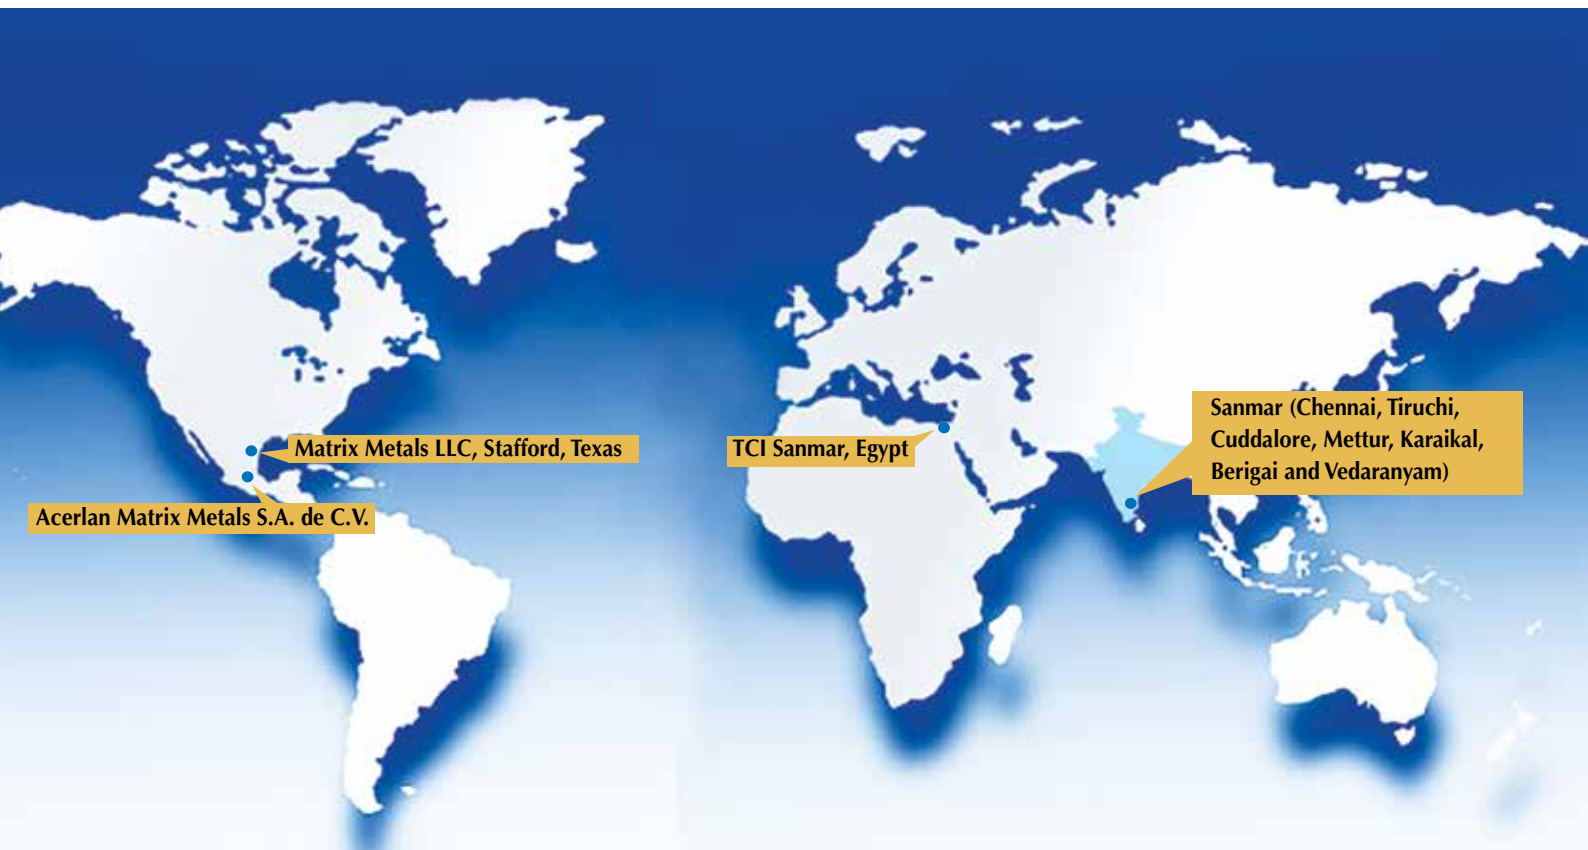 Matrix Metals LLC, Stafford, Texas
Acerlan Matrix Metals S.A. de C.V.
TCI Sanmar, Egypt
Sanmar (Chennai, Tiruchi,
Cuddalore, Mettur, Karaikal,
Berigai and Vedaranyam)